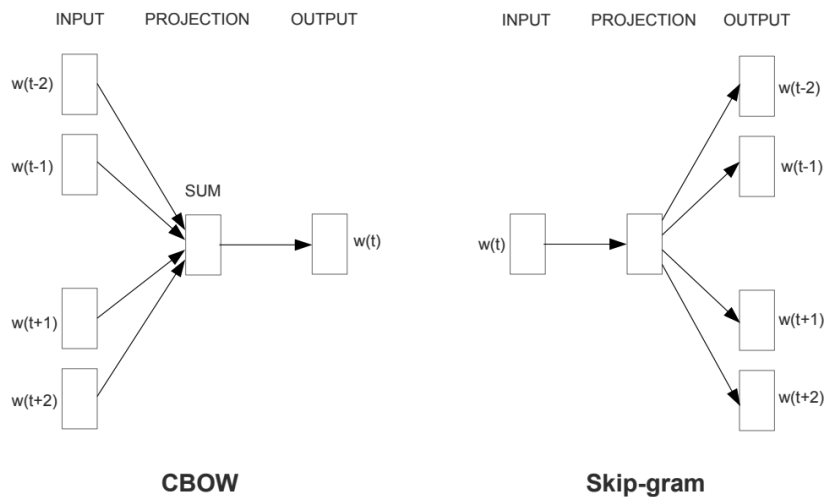 INPUT PROJECTION OUTPUT
w(t-2)
w(t-1)
SUM
w(t)
w(t+1)
w(t+2)
CBOW
INPUT PROJECTION OUTPUT
w(t-2)
w(t-1)
w(t)
w(t+1)
w(t+2)
Skip-gram